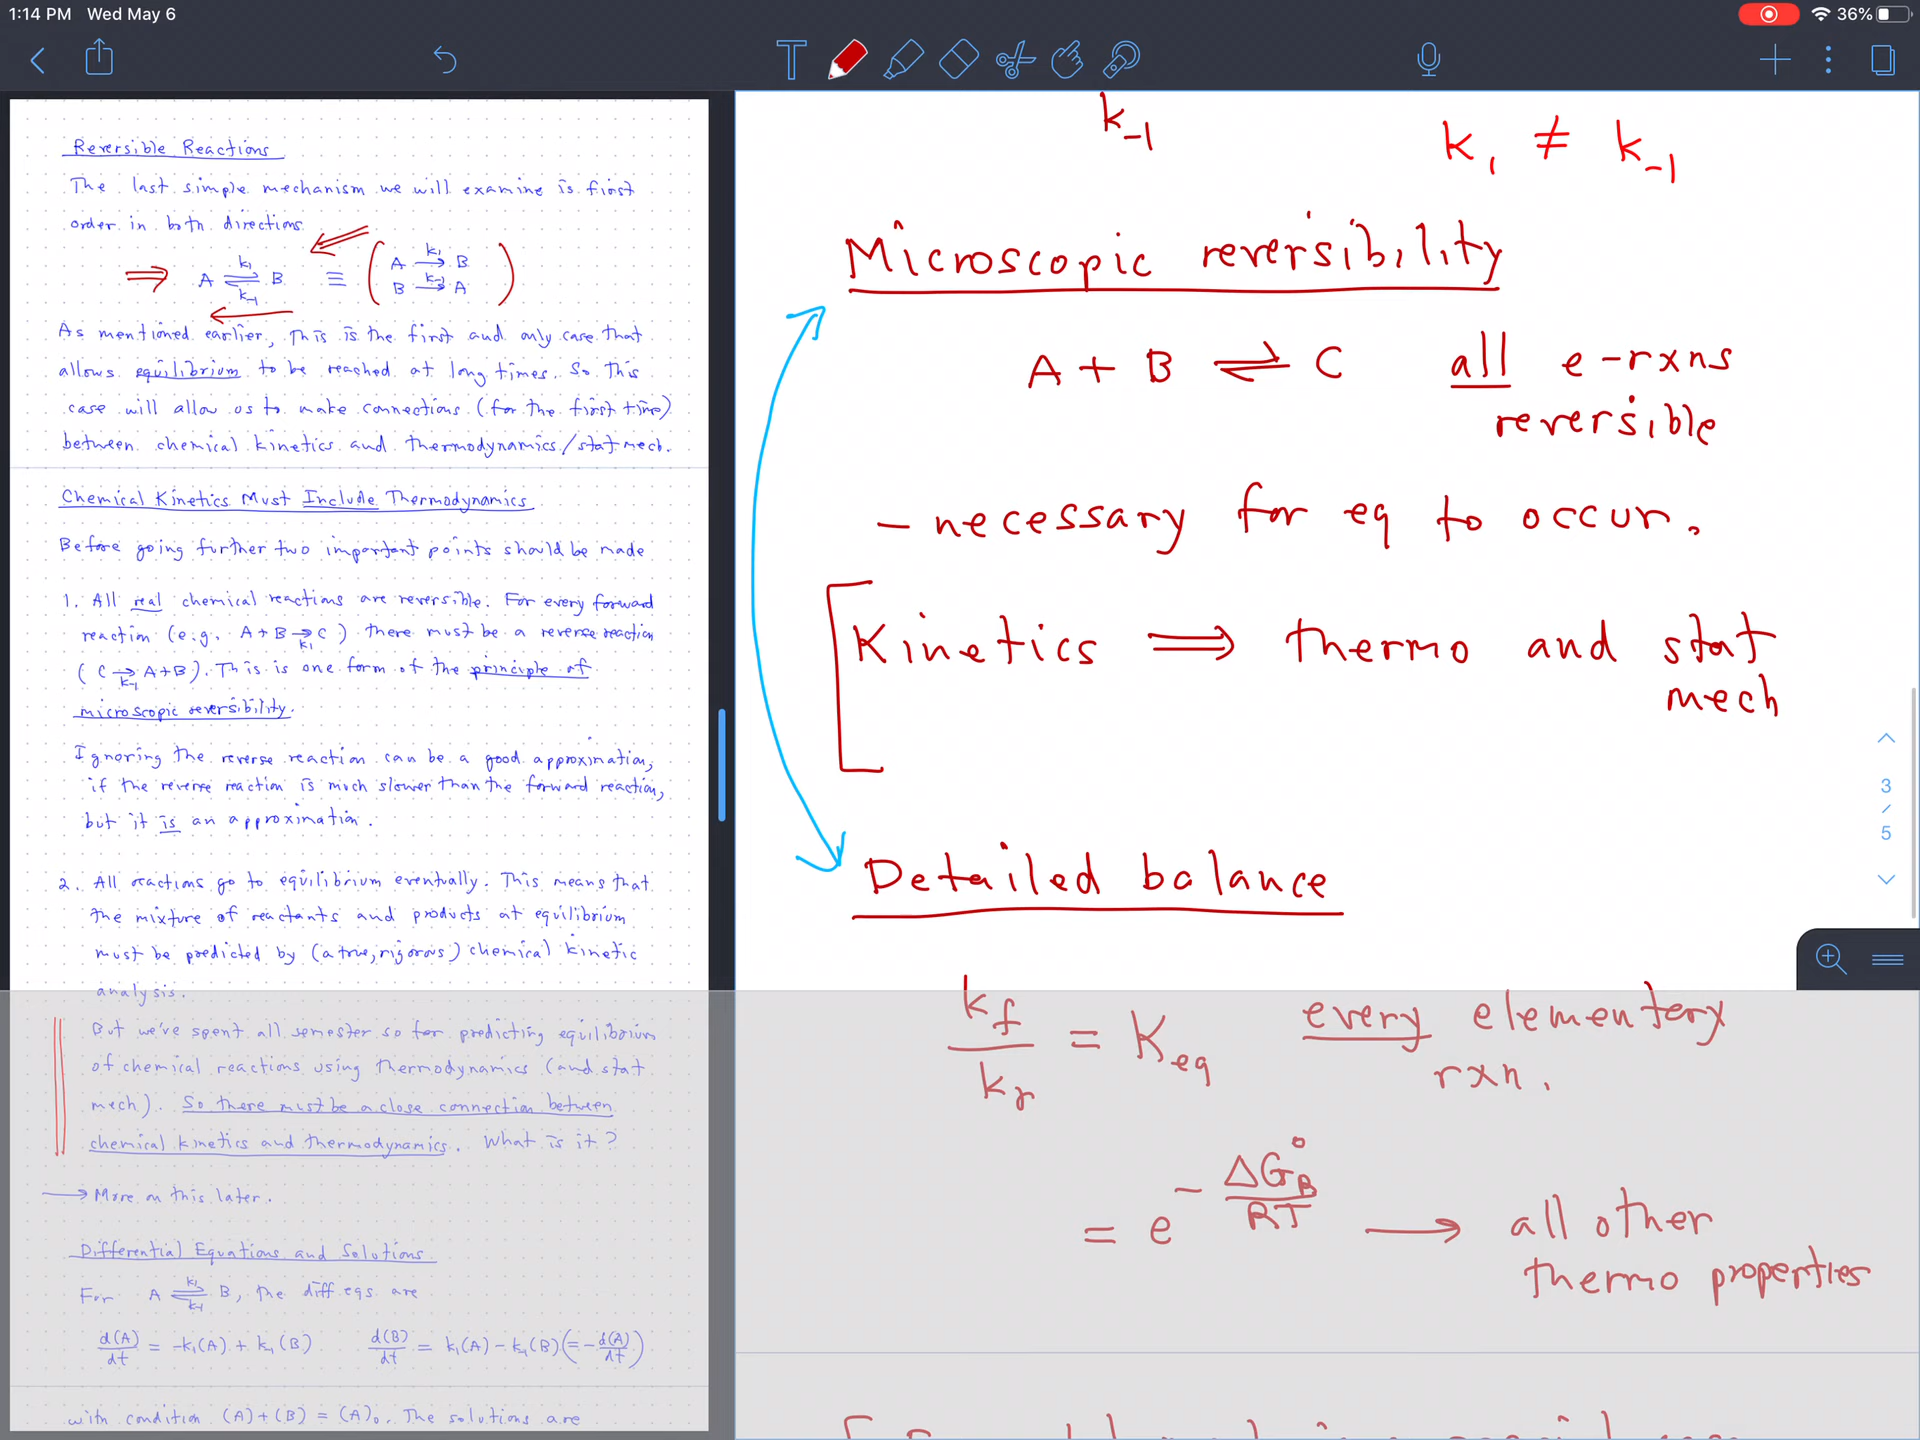 1:14 PM Wed May 6
36%
Reversible Reactions
The last simple mechanism we will examine is first
order in both directions
⇒ A ⇌ B ≡ ( A → B
k₁ k₋₁ k₁
B → A )
k₋₁
As mentioned earlier, this is the first and only case that
allows equilibrium to be reached at long times. So this
case will allow us to make connections (for the first time)
between chemical kinetics and thermodynamics/stat mech.
Chemical Kinetics Must Include Thermodynamics
Before going further two important points should be made
1. All real chemical reactions are reversible. For every forward
reaction (e.g. A+B →k₁ C) there must be a reverse reaction
(C →k₋₁ A+B). This is one form of the principle of
microscopic reversibility.
Ignoring the reverse reaction can be a good approximation,
if the reverse reaction is much slower than the forward reaction,
but it is an approximation.
2. All reactions go to equilibrium eventually. This means that
the mixture of reactants and products at equilibrium
must be predicted by (a true, rigorous) chemical kinetic
analysis.
But we've spent all semester so far predicting equilibrium
of chemical reactions using thermodynamics (and stat
mech). So there must be a close connection between
chemical kinetics and thermodynamics. What is it?
→ More on this later.
Differential Equations and Solutions
For A ⇌ B, the diff eqs. are
k₁ k₋₁
d(A)/dt = -k₁(A) + k₋₁(B) d(B)/dt = k₁(A) - k₋₁(B) (= -d(A)/dt)
with condition (A)+(B) = (A)₀. The solutions are
k₋₁
k₁ ≠ k₋₁
Microscopic reversibility
A + B ⇌ C all e-rxns
reversible
- necessary for eq to occur.
Kinetics ⇒ thermo and stat
mech
Detailed balance
kf/kr = Keq every elementery
rxn.
= e^-ΔG°R/RT → all other
thermo properties
3
/
5